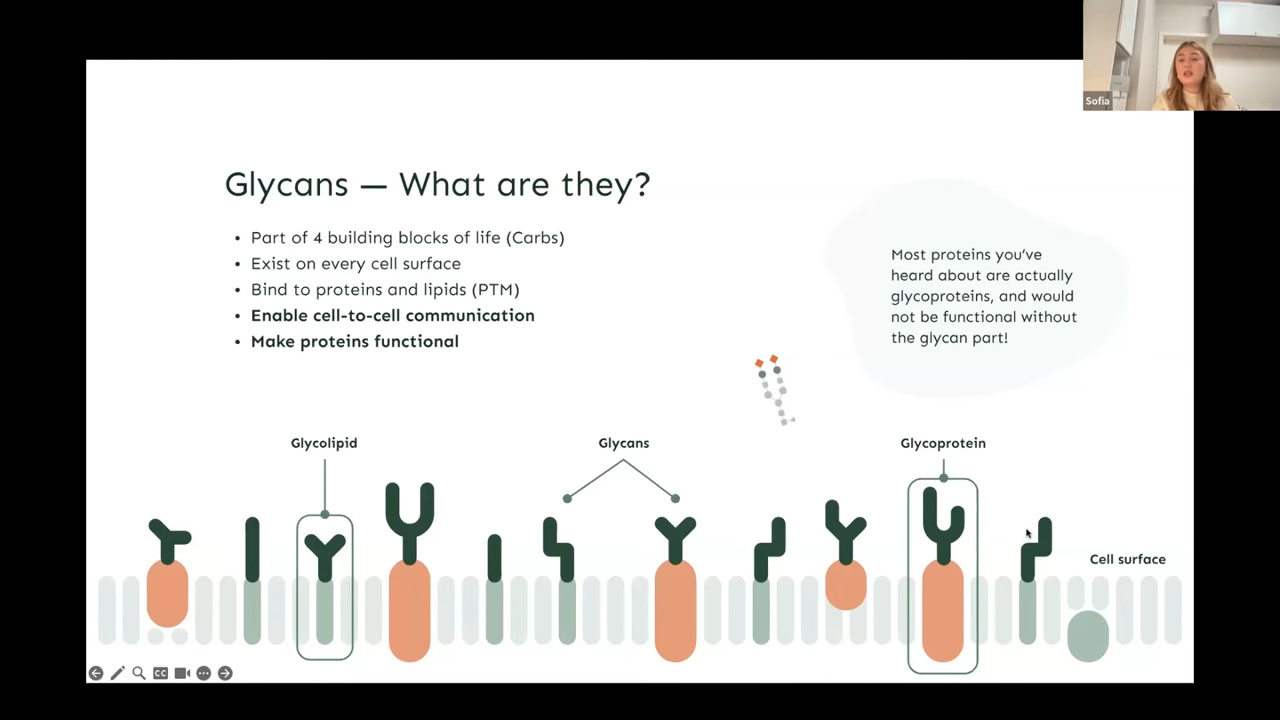 Sofia
Glycans — What are they?
• Part of 4 building blocks of life (Carbs)
• Exist on every cell surface
• Bind to proteins and lipids (PTM)
• Enable cell-to-cell communication
• Make proteins functional
Most proteins you've
heard about are actually
glycoproteins, and would
not be functional without
the glycan part!
Glycolipid
Glycans
Glycoprotein
Cell surface
CC